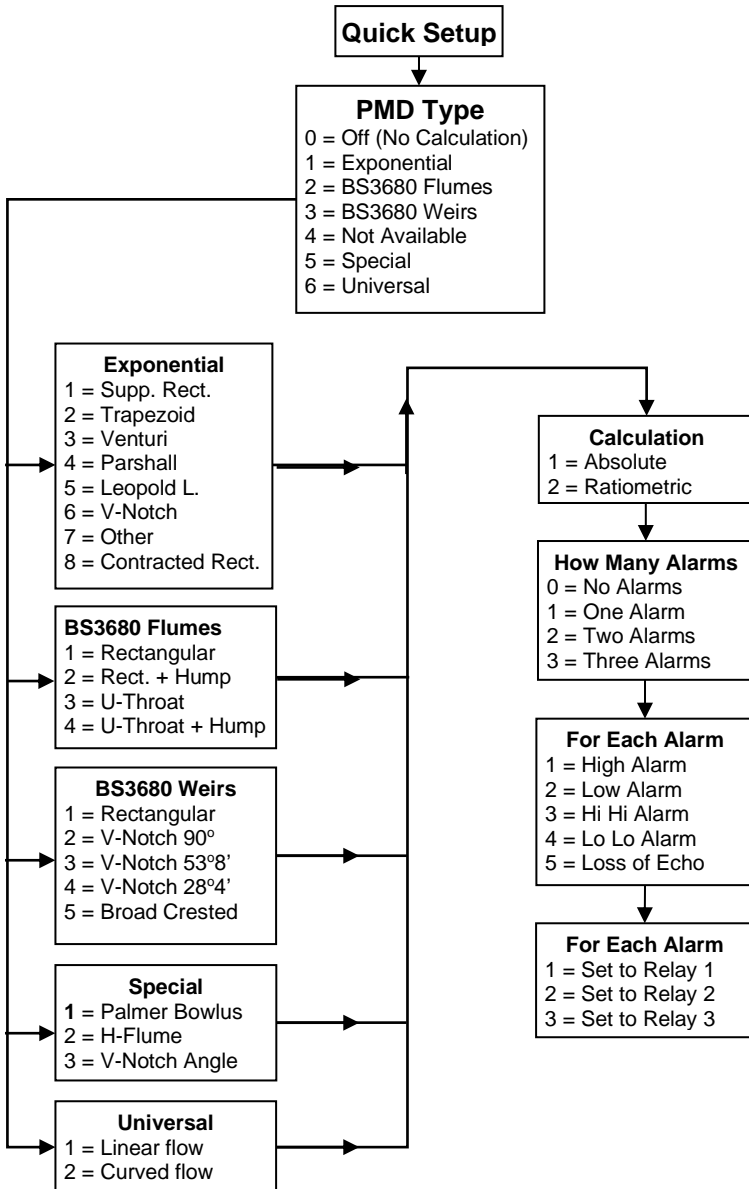 Quick Setup
PMD Type
0 = Off (No Calculation)
1 = Exponential
2 = BS3680 Flumes
3 = BS3680 Weirs
4 = Not Available
5 = Special
6 = Universal
Exponential
1 = Supp. Rect.
2 = Trapezoid
3 = Venturi
4 = Parshall
5 = Leopold L.
6 = V-Notch
7 = Other
8 = Contracted Rect.
BS3680 Flumes
1 = Rectangular
2 = Rect. + Hump
3 = U-Throat
4 = U-Throat + Hump
BS3680 Weirs
1 = Rectangular
2 = V-Notch 90º
3 = V-Notch 53º8’
4 = V-Notch 28º4’
5 = Broad Crested
Special
1 = Palmer Bowlus
2 = H-Flume
3 = V-Notch Angle
Universal
1 = Linear flow
2 = Curved flow
Calculation
1 = Absolute
2 = Ratiometric
How Many Alarms
0 = No Alarms
1 = One Alarm
2 = Two Alarms
3 = Three Alarms
For Each Alarm
1 = High Alarm
2 = Low Alarm
3 = Hi Hi Alarm
4 = Lo Lo Alarm
5 = Loss of Echo
For Each Alarm
1 = Set to Relay 1
2 = Set to Relay 2
3 = Set to Relay 3